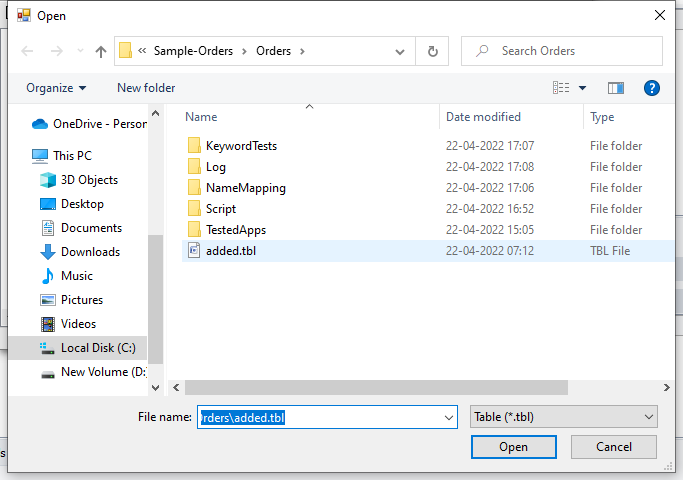 Open
« Sample-Orders > Orders >
Search Orders
Organize
New folder
Name
Date modified
Type
OneDrive - Person
This PC
3D Objects
Desktop
Documents
Downloads
Music
Pictures
Videos
Local Disk (C:)
New Volume (D:
KeywordTests 22-04-2022 17:07 File folder
Log 22-04-2022 17:08 File folder
NameMapping 22-04-2022 17:06 File folder
Script 22-04-2022 16:52 File folder
TestedApps 22-04-2022 15:05 File folder
added.tbl 22-04-2022 07:12 TBL File
File name:
Orders\added.tbl
Table (*.tbl)
Open
Cancel